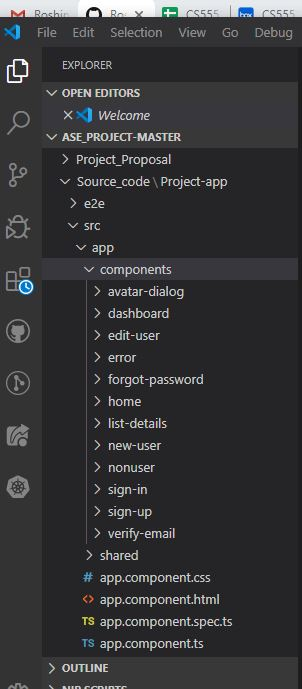 Roshin
Ro
CS555
CS555
File Edit Selection View Go Debug
EXPLORER
OPEN EDITORS
Welcome
ASE_PROJECT-MASTER
Project_Proposal
Source_code \ Project-app
e2e
src
app
components
avatar-dialog
dashboard
edit-user
error
forgot-password
home
list-details
new-user
nonuser
sign-in
sign-up
verify-email
shared
# app.component.css
<> app.component.html
TS app.component.spec.ts
TS app.component.ts
OUTLINE
NPM SCRIPTS